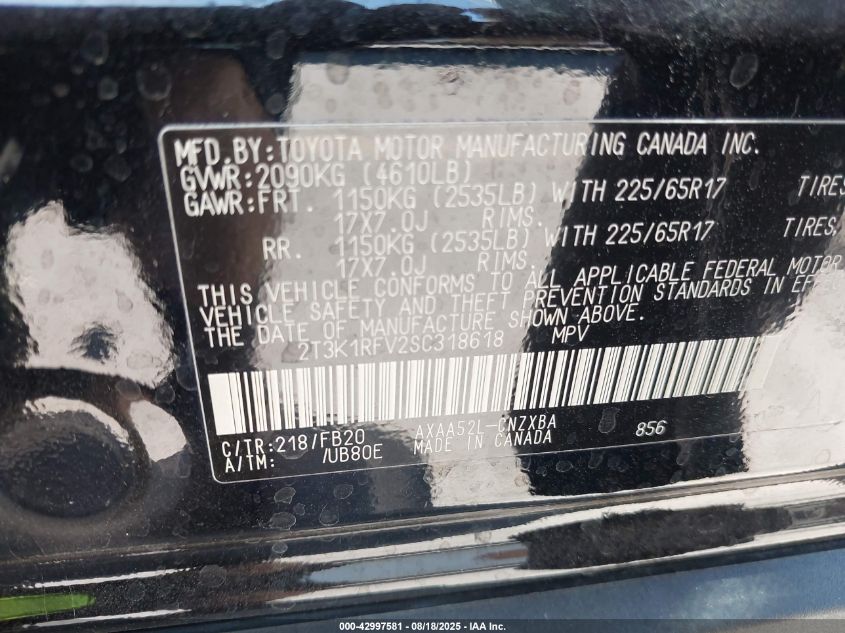 MFD.BY:TOYOTA MOTOR MANUFACTURING CANADA INC.
GVWR:2090KG (4610LB)
GAWR:FRT. 1150KG (2535LB) WITH 225/65R17 TIRES
17X7.0J RIMS.
RR. 1150KG (2535LB) WITH 225/65R17 TIRES,
17X7.0J RIMS.
THIS VEHICLE CONFORMS TO ALL APPLICABLE FEDERAL MOTOR
VEHICLE SAFETY AND THEFT PREVENTION STANDARDS IN EFFEC
THE DATE OF MANUFACTURE SHOWN ABOVE.
2T3K1RFV2SC318618 MPV
C/TR:218/FB20 AXAA52L-CNZXBA 856
A/TM: /UB80E MADE IN CANADA
000-42997581 | 08/18/2025 - IAA Inc.